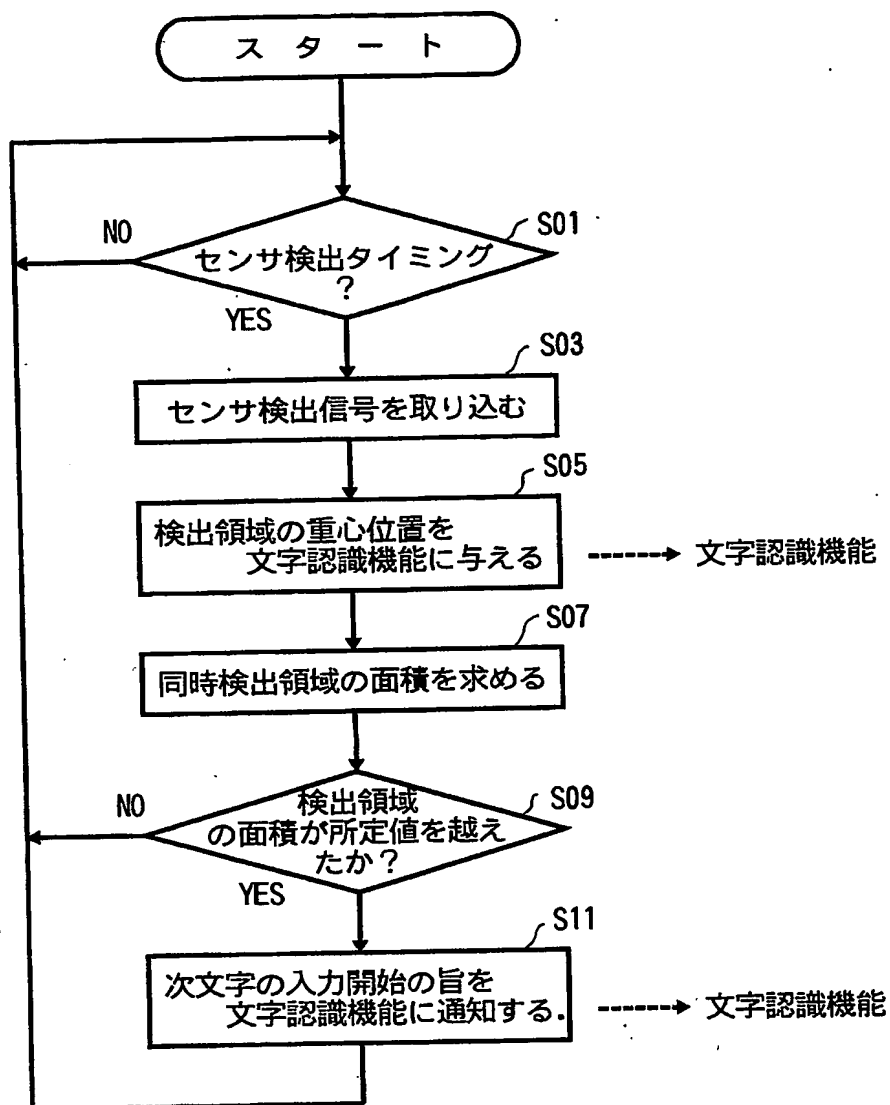 スタート
NO
S01
センサ検出タイミング
?
YES
S03
センサ検出信号を取り込む
S05
検出領域の重心位置を
文字認識機能に与える
文字認識機能
S07
同時検出領域の面積を求める
NO
S09
検出領域
の面積が所定値を越え
たか?
YES
S11
次文字の入力開始の旨を
文字認識機能に通知する.
文字認識機能